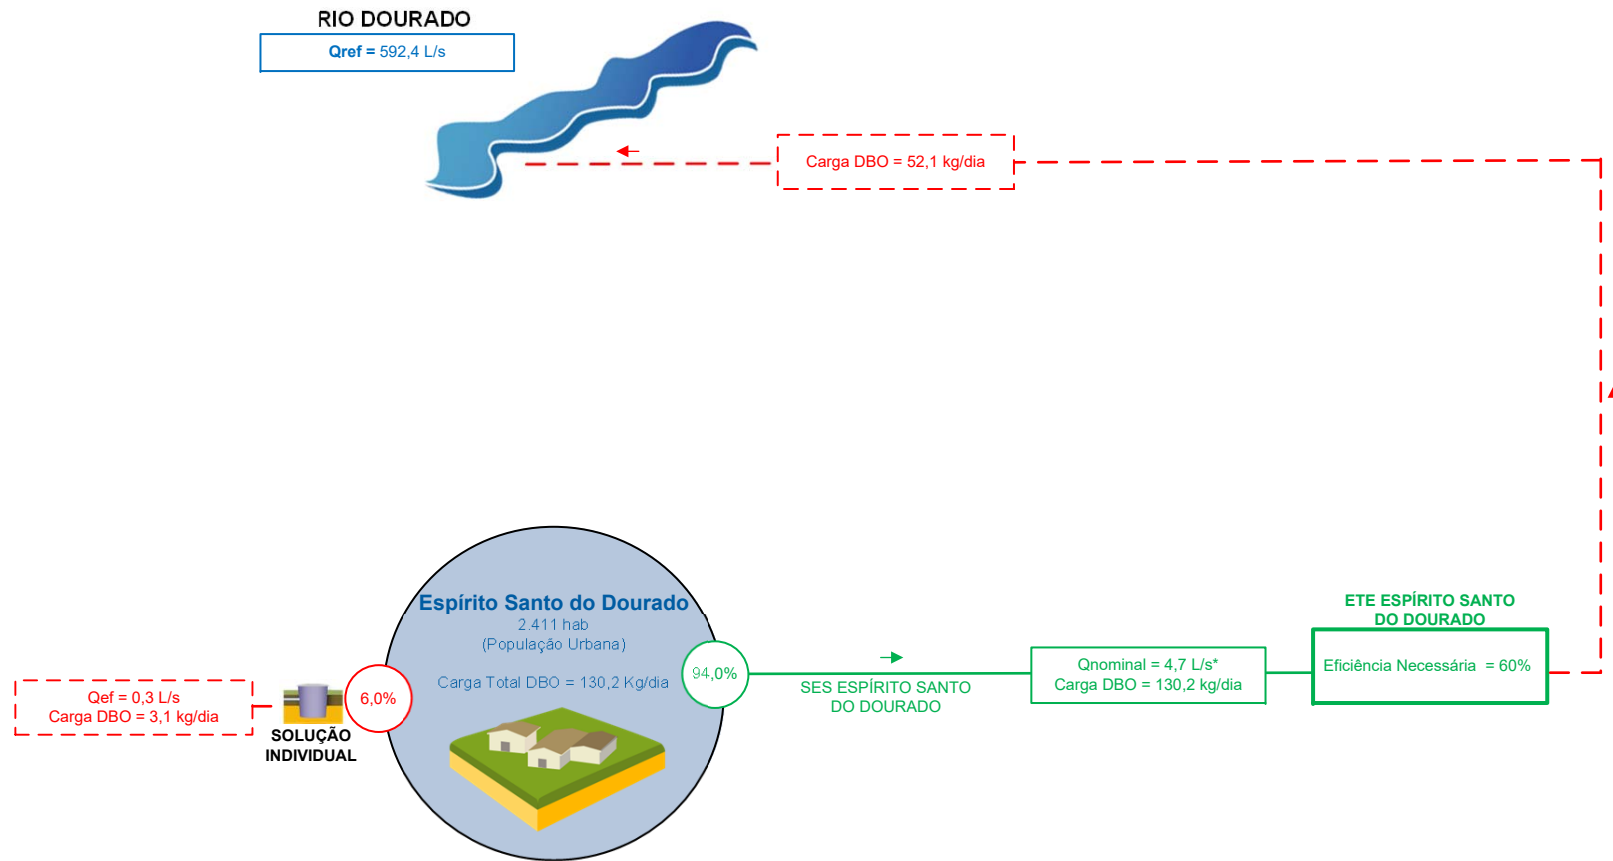 RIO DOURADO
Qref = 592,4 L/s
Carga DBO = 52,1 kg/dia
Espírito Santo do Dourado
2.411 hab
(População Urbana)
Carga Total DBO = 130,2 Kg/dia
6,0%
94,0%
Qef = 0,3 L/s
Carga DBO = 3,1 kg/dia
SOLUÇÃO
INDIVIDUAL
SES ESPÍRITO SANTO
DO DOURADO
Qnominal = 4,7 L/s*
Carga DBO = 130,2 kg/dia
ETE ESPÍRITO SANTO
DO DOURADO
Eficiência Necessária = 60%